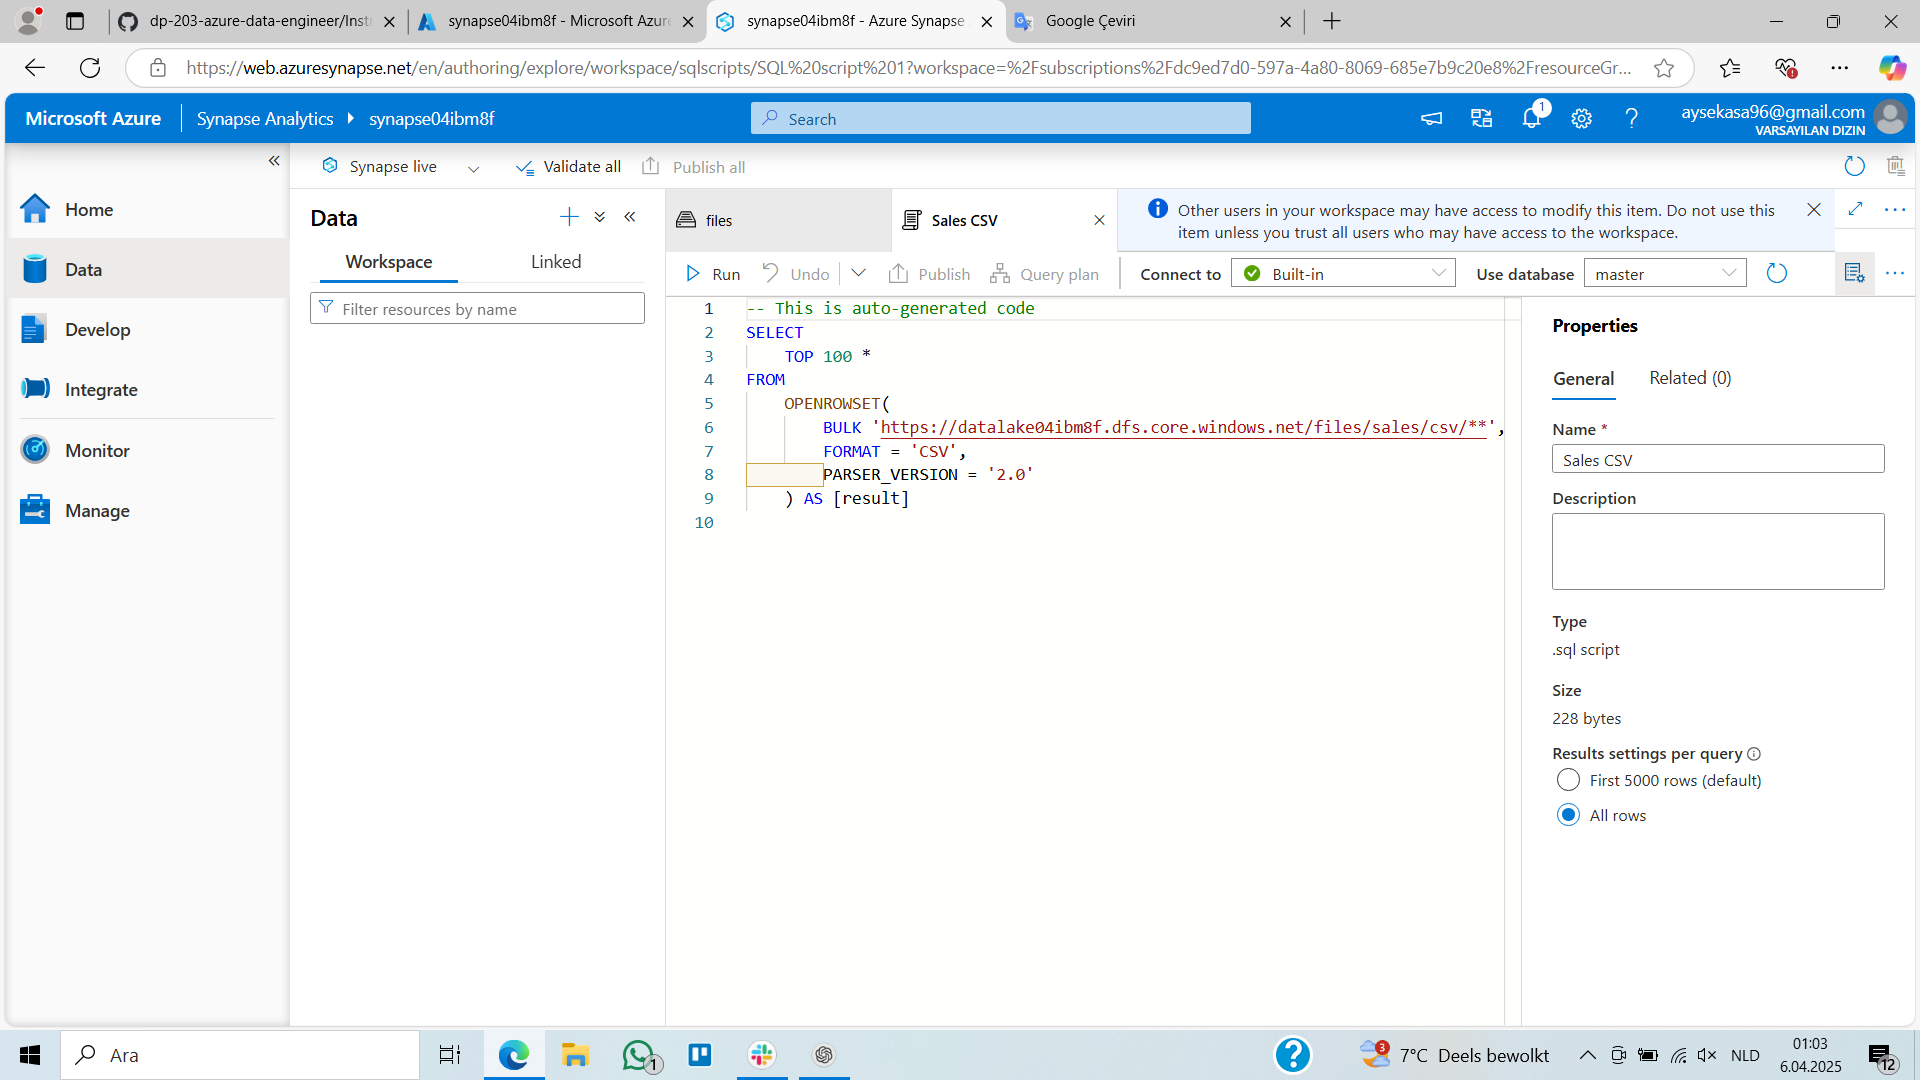 dp-203-azure-data-engineer/Inst
synapse04ibm8f - Microsoft Azure
synapse04ibm8f - Azure Synapse
Google Çeviri
https://web.azuresynapse.net/en/authoring/explore/workspace/sqlscripts/SQL%20script%201?workspace=%2Fsubscriptions%2Fdc9ed7d0-597a-4a80-8069-685e7b9c20e8%2FresourceGr...
Microsoft Azure
Synapse Analytics
synapse04ibm8f
Search
1
aysekasa96@gmail.com
VARSAYILAN DIZIN
Synapse live
Validate all
Publish all
Home
Data
Develop
Integrate
Monitor
Manage
Data
Workspace
Linked
Filter resources by name
files
Sales CSV
Other users in your workspace may have access to modify this item. Do not use this
item unless you trust all users who may have access to the workspace.
Run
Undo
Publish
Query plan
Connect to
Built-in
Use database
master
1 -- This is auto-generated code
2 SELECT
3 TOP 100 *
4 FROM
5 OPENROWSET(
6 BULK 'https://datalake04ibm8f.dfs.core.windows.net/files/sales/csv/**',
7 FORMAT = 'CSV',
8 PARSER_VERSION = '2.0'
9 ) AS [result]
10
Properties
General
Related (0)
Name *
Sales CSV
Description
Type
.sql script
Size
228 bytes
Results settings per query
First 5000 rows (default)
All rows
Ara
1
3
7°C Deels bewolkt
NLD
01:03
6.04.2025
12